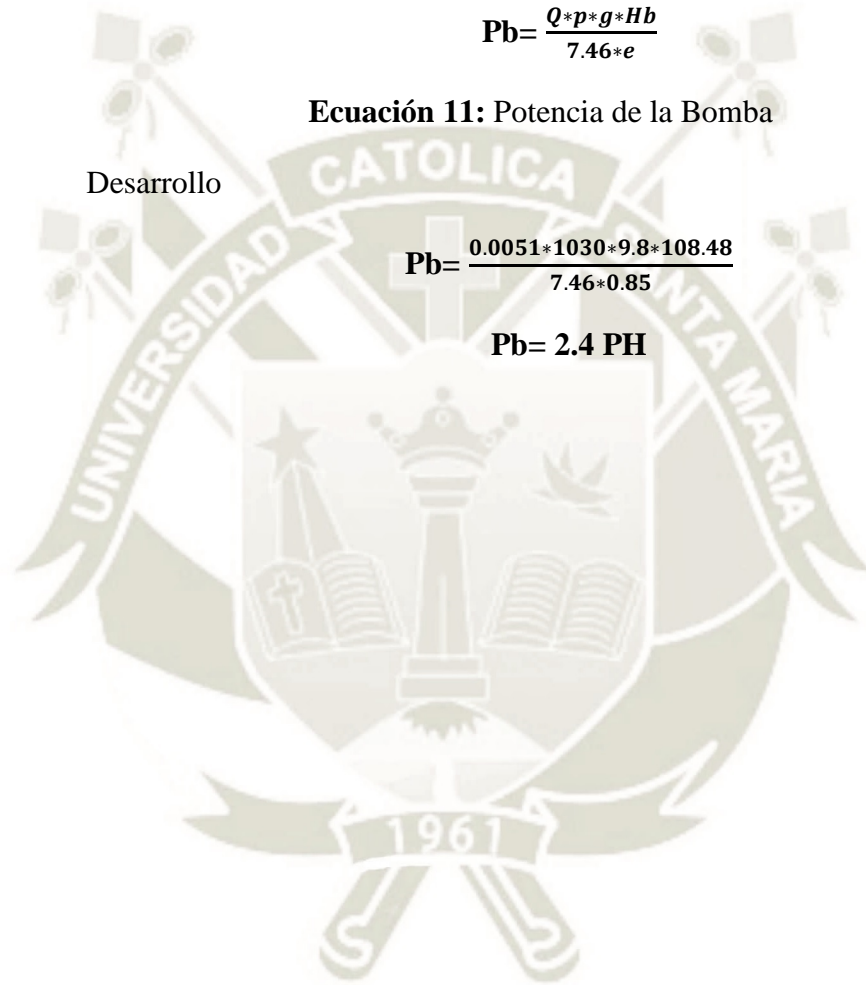 Pb= Q*p*g*Hb / 7.46*e
Ecuación 11: Potencia de la Bomba
Desarrollo
Pb= 0.0051*1030*9.8*108.48 / 7.46*0.85
Pb= 2.4 PH
UNIVERSIDAD CATOLICA SANTA MARIA
1961